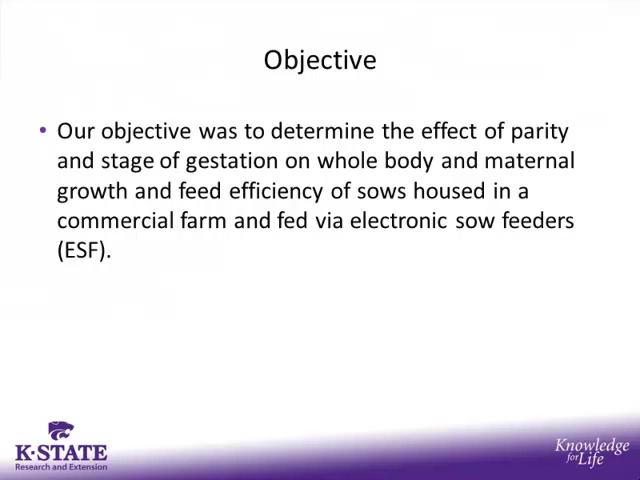 Objective
• Our objective was to determine the effect of parity
and stage of gestation on whole body and maternal
growth and feed efficiency of sows housed in a
commercial farm and fed via electronic sow feeders
(ESF).
K-STATE
Research and Extension
Knowledge
for Life